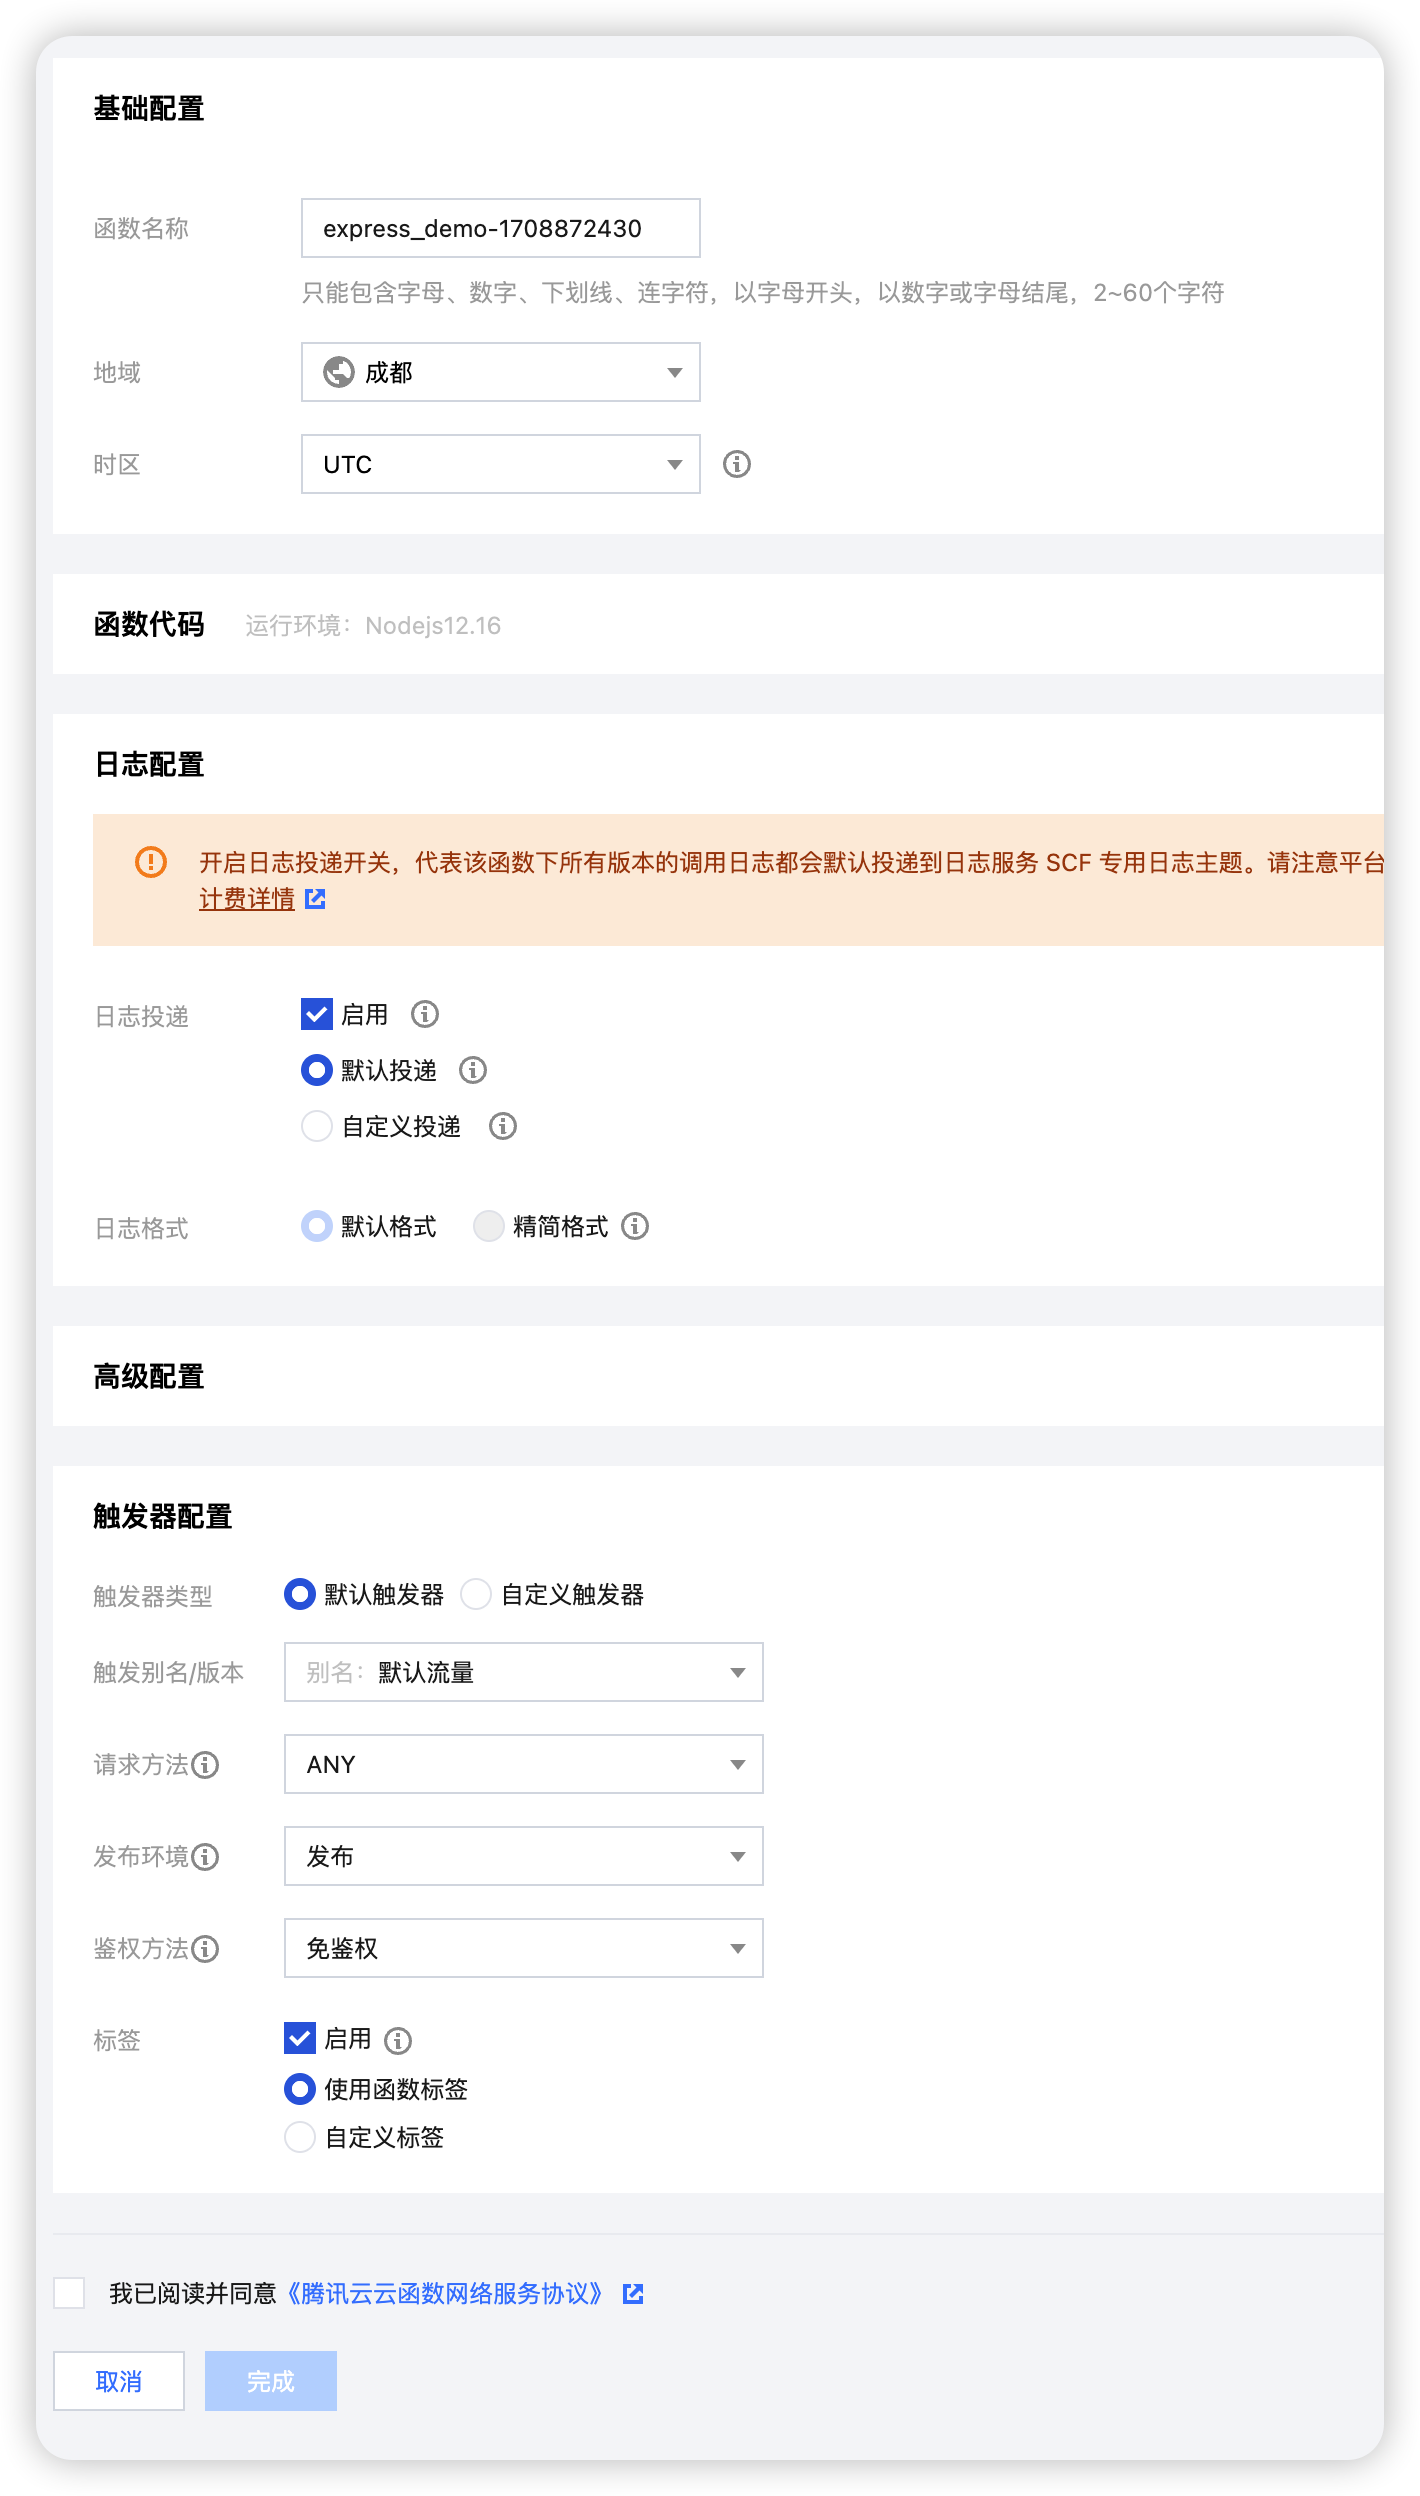 基础配置
函数名称
express_demo-1708872430
只能包含字母、数字、下划线、连字符，以字母开头，以数字或字母结尾，2~60个字符
地域
成都
时区
UTC
函数代码 运行环境：Nodejs12.16
日志配置
开启日志投递开关，代表该函数下所有版本的调用日志都会默认投递到日志服务 SCF 专用日志主题。请注意平台
计费详情
日志投递
启用
默认投递
自定义投递
日志格式
默认格式 精简格式
高级配置
触发器配置
触发器类型
默认触发器 自定义触发器
触发别名/版本
别名：默认流量
请求方法
ANY
发布环境
发布
鉴权方法
免鉴权
标签
启用
使用函数标签
自定义标签
我已阅读并同意《腾讯云云函数网络服务协议》
取消 完成